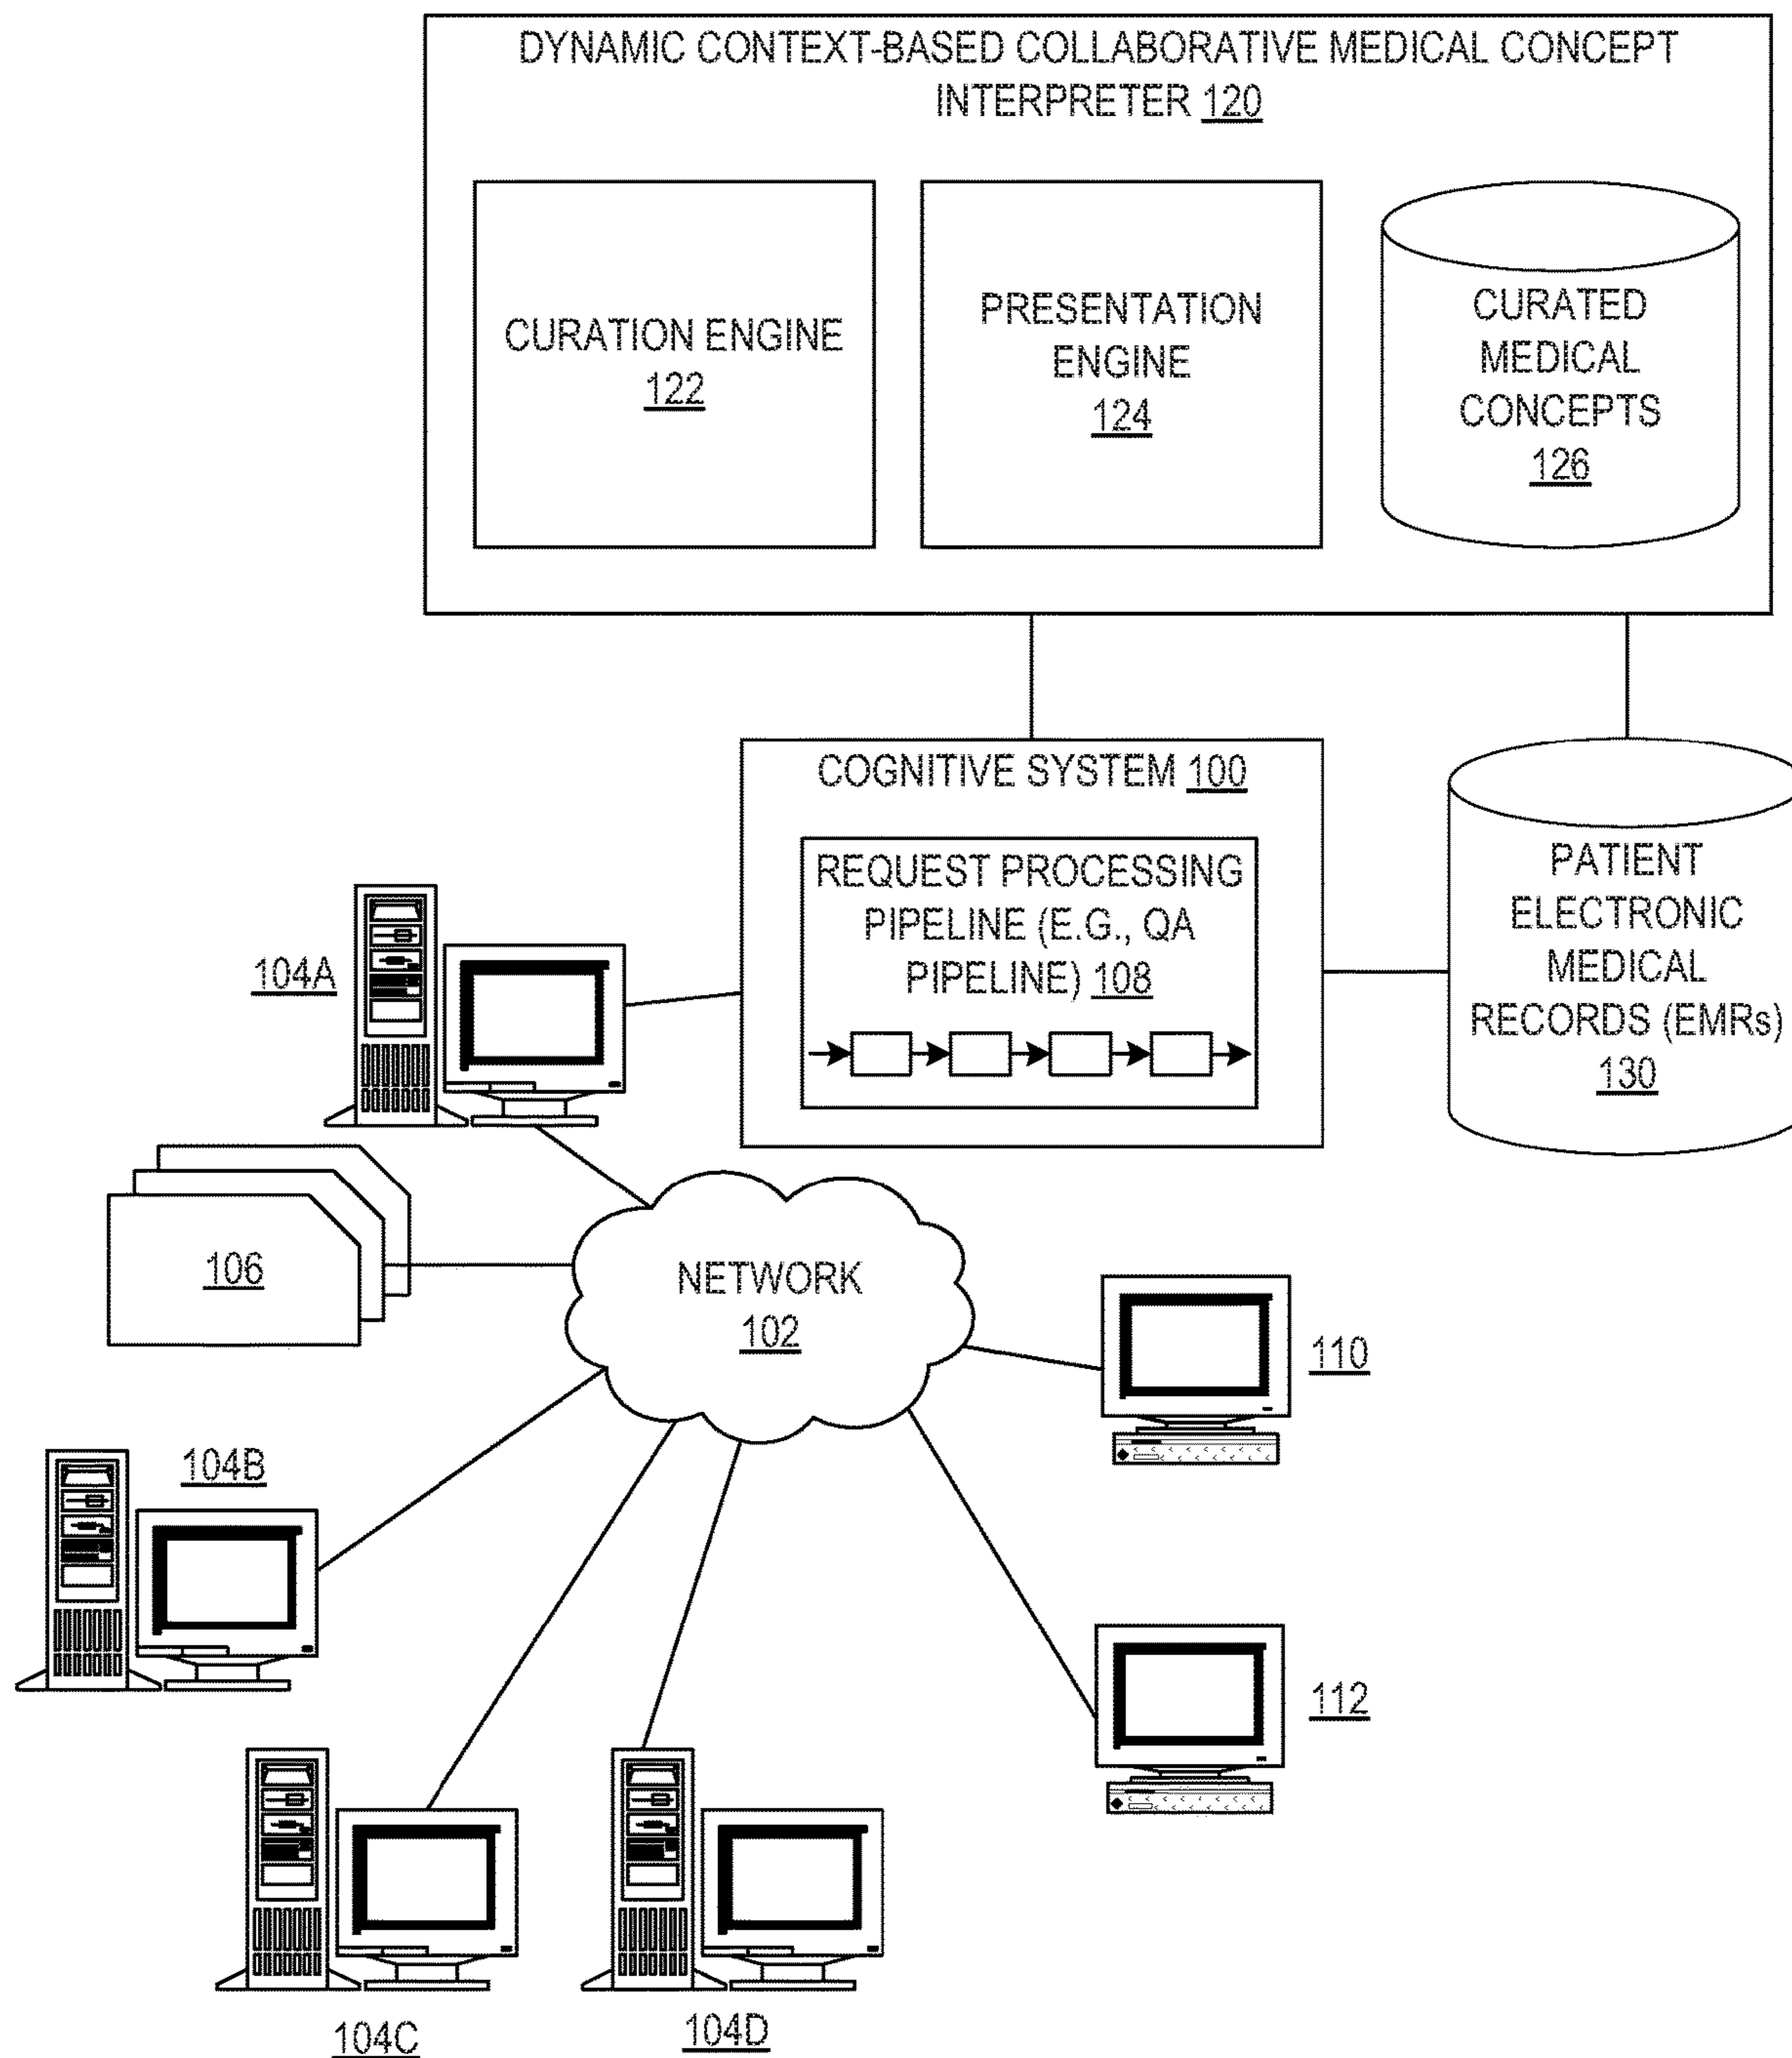 DYNAMIC CONTEXT-BASED COLLABORATIVE MEDICAL CONCEPT
INTERPRETER 120
CURATION ENGINE
122
PRESENTATION
ENGINE
124
CURATED
MEDICAL
CONCEPTS
126
COGNITIVE SYSTEM 100
REQUEST PROCESSING
PIPELINE (E.G., QA
PIPELINE) 108
PATIENT
ELECTRONIC
MEDICAL
RECORDS (EMRs)
130
104A
106
NETWORK
102
110
104B
112
104C
104D